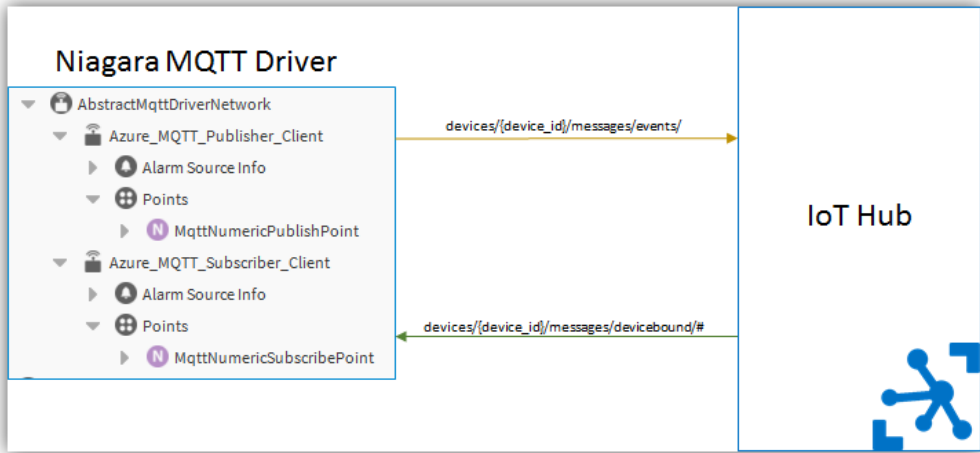 Niagara MQTT Driver
AbstractMqttDriverNetwork
Azure_MQTT_Publisher_Client
Alarm Source Info
Points
N MqttNumericPublishPoint
Azure_MQTT_Subscriber_Client
Alarm Source Info
Points
N MqttNumericSubscribePoint
devices/{device_id}/messages/events/
devices/{device_id}/messages/devicebound/#
IoT Hub